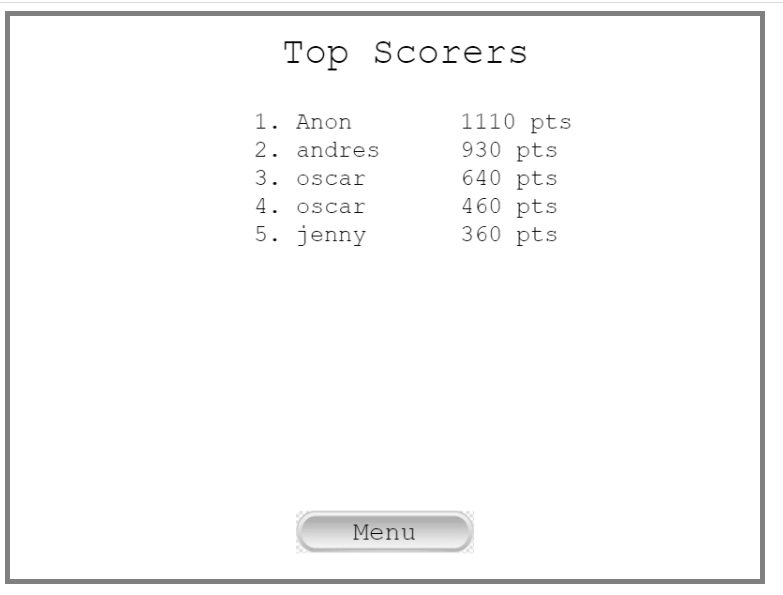 Top Scorers
1. Anon 1110 pts
2. andres 930 pts
3. oscar 640 pts
4. oscar 460 pts
5. jenny 360 pts
Menu